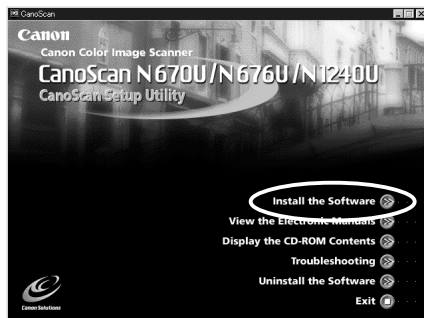 CanoScan
Canon
Canon Color Image Scanner
CanoScan N670U/N676U/N1240U
CanoScan Setup Utility
Install the Software
View the Electronic Manuals
Display the CD-ROM Contents
Troubleshooting
Uninstall the Software
Exit
Canon Solutions